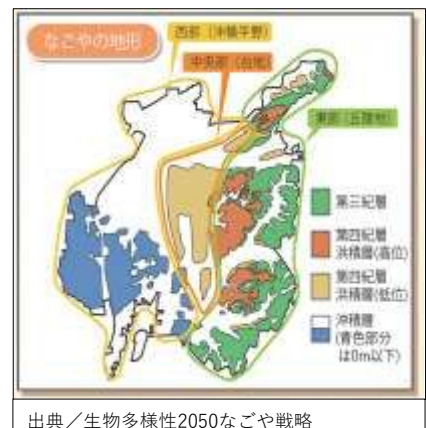 なごやの地形
西部（沖積平野）
中央部（台地）
東部（丘陵地）
第三紀層
第四紀層
洪積層(高位)
第四紀層
洪積層(低位)
沖積層
(青色部分
は0m以下)
出典／生物多様性2050なごや戦略